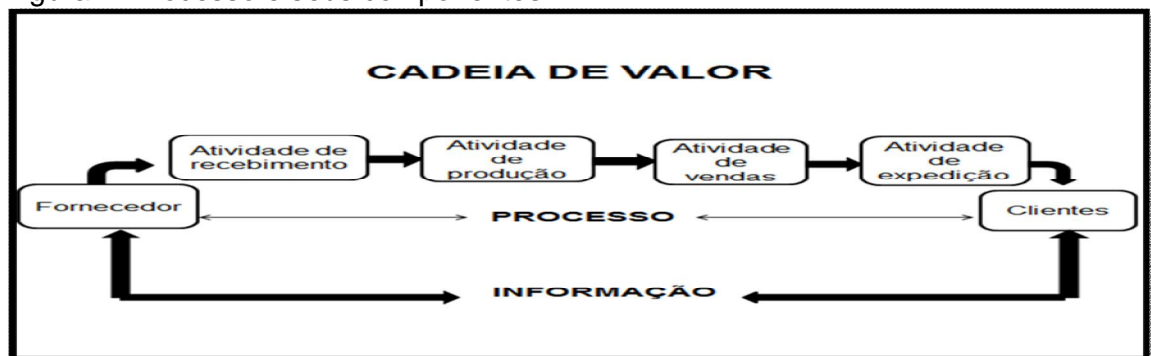 CADEIA DE VALOR
Atividade de
recebimento
Atividade
de
produção
Atividade
de
vendas
Atividade
de
expedição
Fornecedor
PROCESSO
Clientes
INFORMAÇÃO